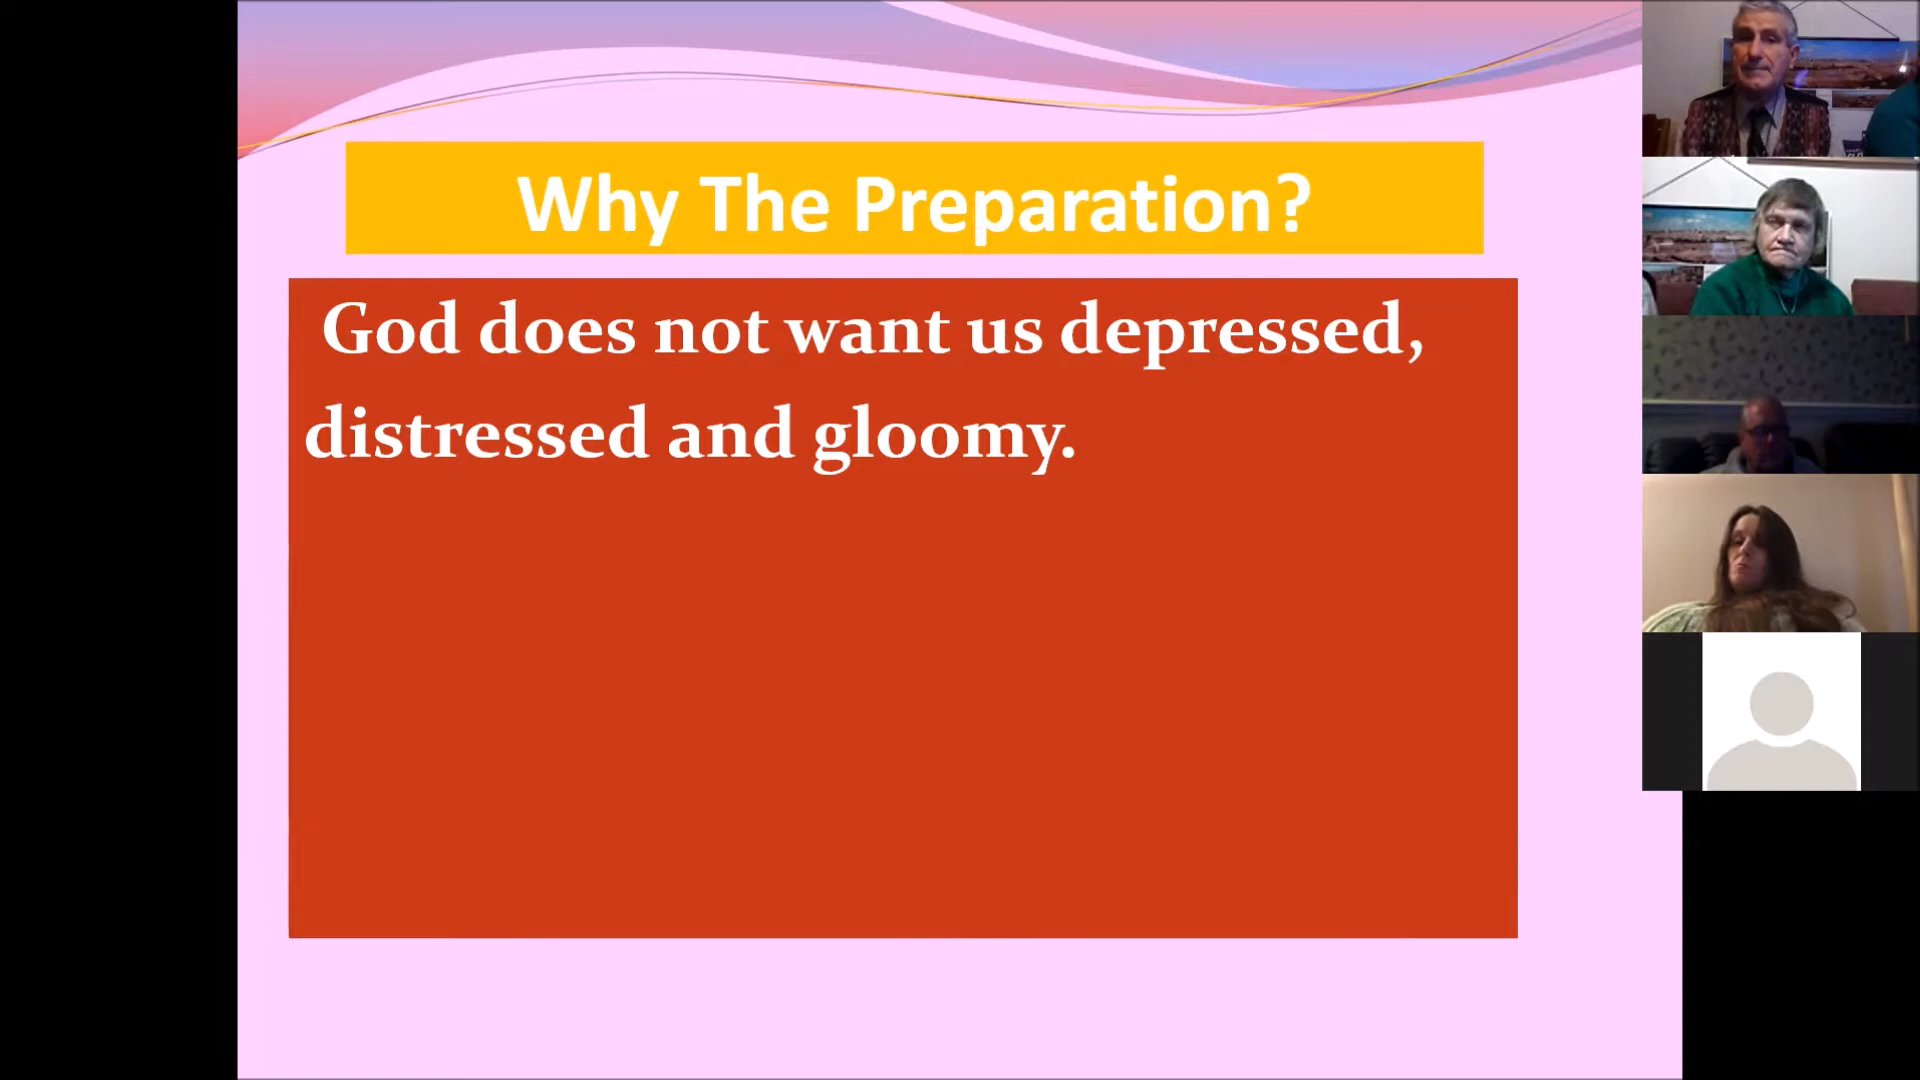 Why The Preparation?
God does not want us depressed,
distressed and gloomy.